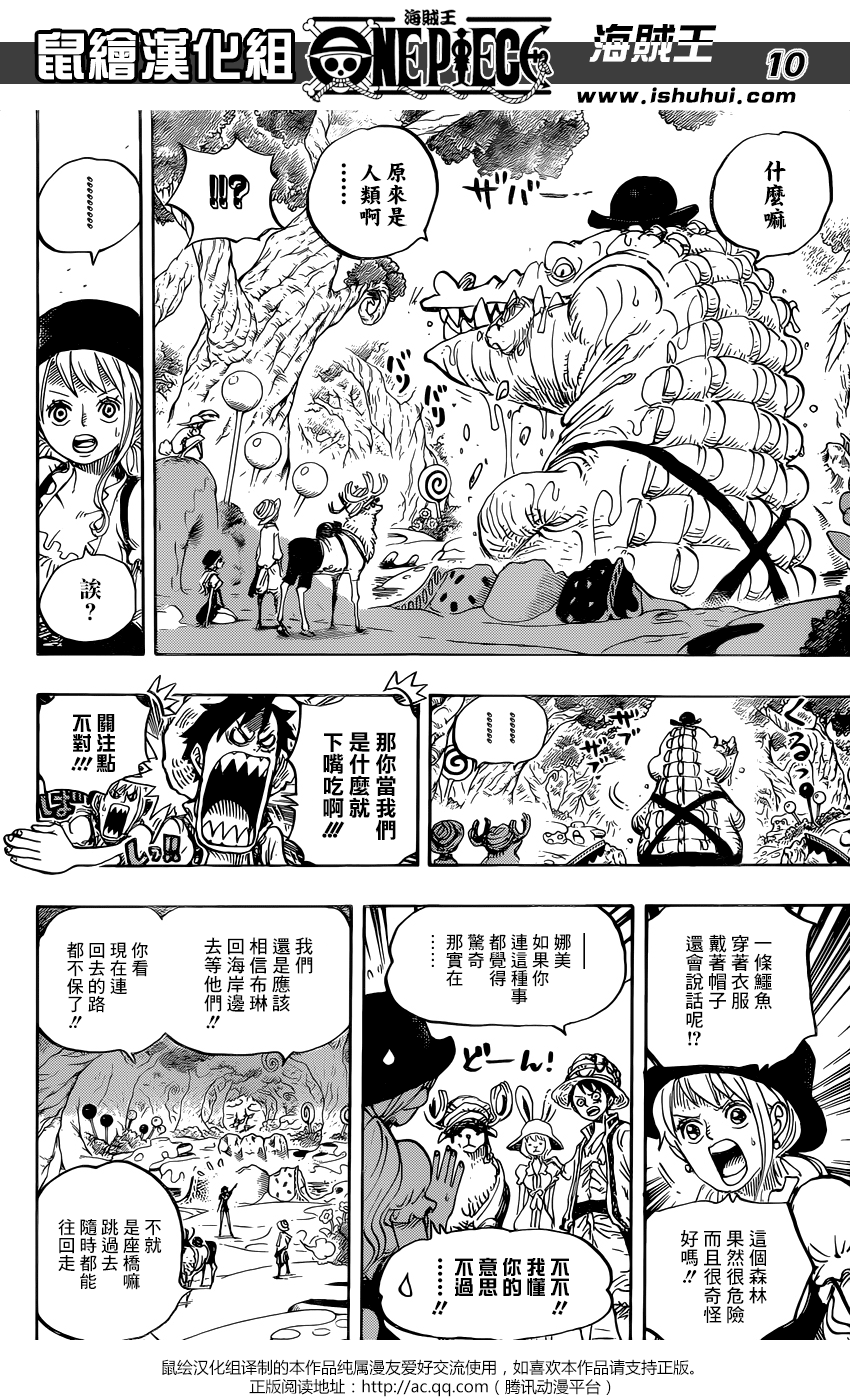 鼠繪漢化組
海賊王
ONE PIECE
海賊王
10
www.ishuhui.com
什麼嘛
ザバーー
原來是
人類啊
……
!!?
バリ
バリ
…………
誒?
くるっ
バリ
バリ
…………
那你當我們
是什麼就
下嘴吃啊!!!
關注點
不對!!!
一條鱷魚
穿著衣服
戴著帽子
還會說話呢!?
這個森林
果然很危險
而且很奇怪
好嗎!!
娜美
——
如果你
連這種事
都覺得
驚奇
那實在
……
どーん!
不不!!
我懂
你的
意思
不過
……
我們
還是應該
相信布琳
回海岸邊
去等他們!!
你看
現在連
回去的路
都不保了!!
不就
是座橋嘛
跳過去
隨時都能
往回走
鼠绘汉化组译制的本作品纯属漫友爱好交流使用，如喜欢本作品请支持正版。
正版阅读地址：http://ac.qq.com（腾讯动漫平台）